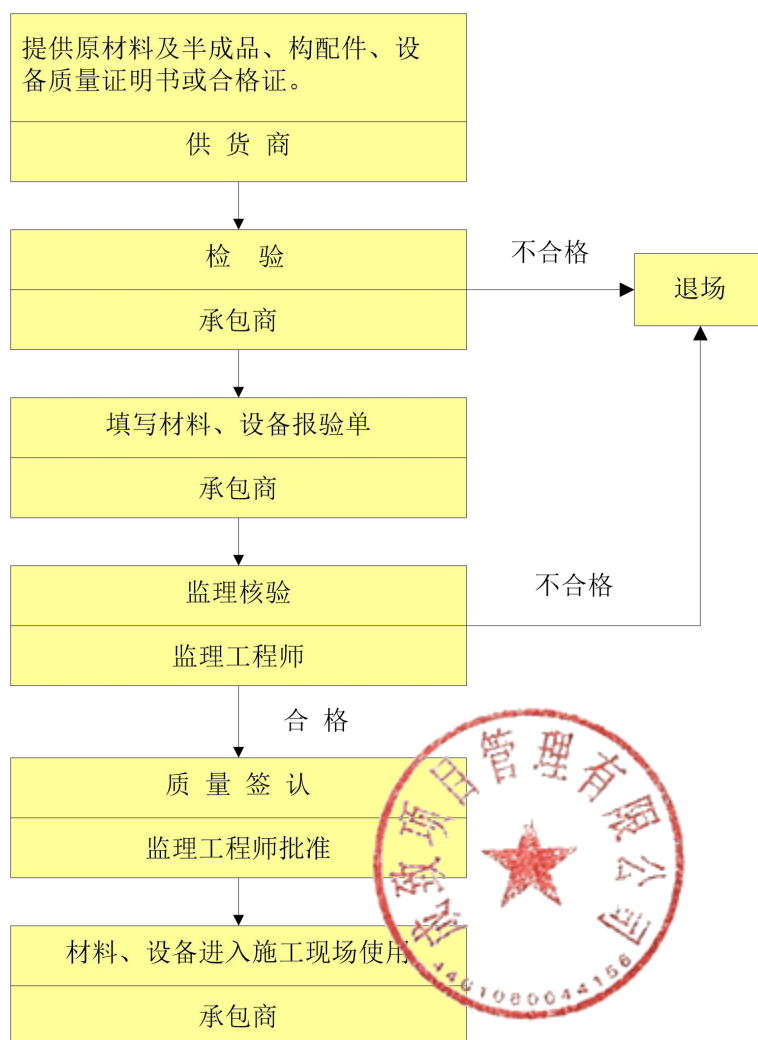 提供原材料及半成品、构配件、设
备质量证明书或合格证。
供 货 商
检 验
不合格
退场
承包商
填写材料、设备报验单
承包商
监理核验
不合格
监理工程师
合 格
质 量 签 认
监理工程师批准
材料、设备进入施工现场使用
承包商
项目管理有限公司